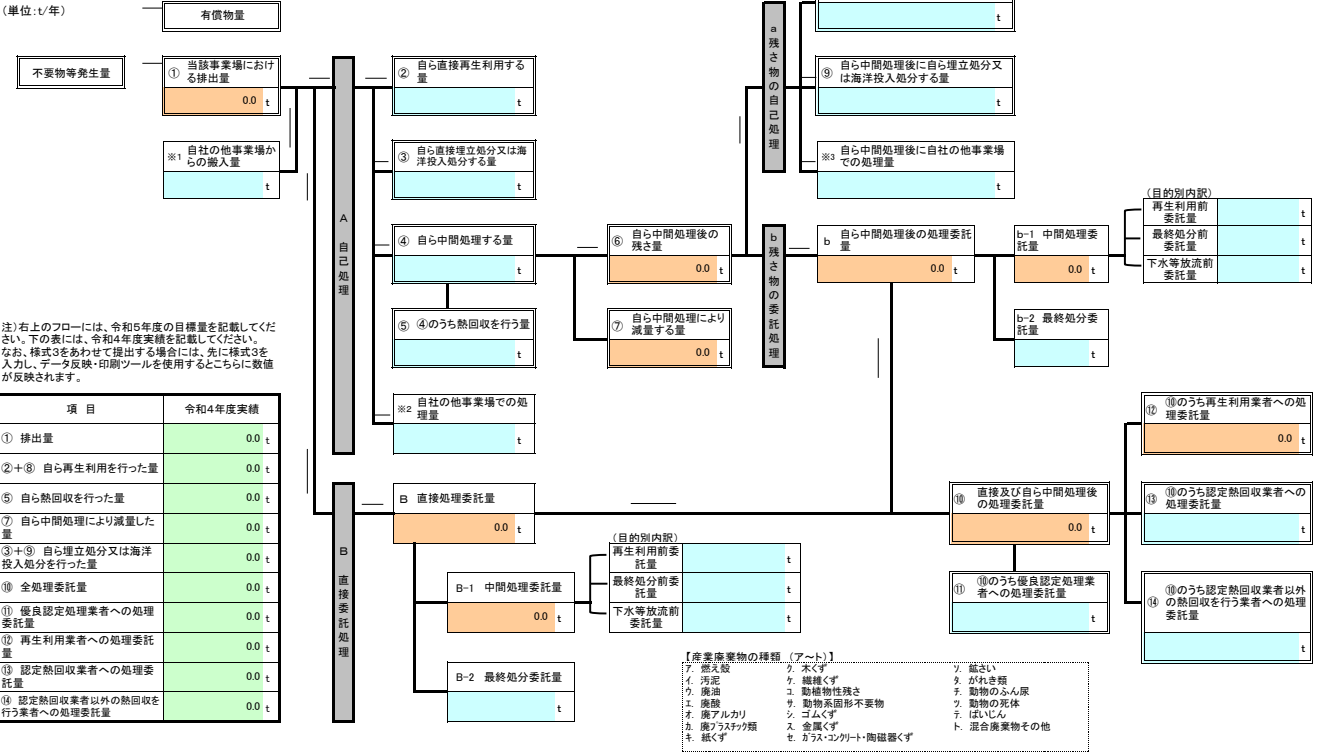 (単位:t/年)
有償物量
不要物等発生量
① 当該事業場におけ
る排出量
0.0 t
※1 自社の他事業場か
らの搬入量
t
A 自己処理
② 自ら直接再生利用する
量
t
③ 自ら直接埋立処分又は海
洋投入処分する量
t
④ 自ら中間処理する量
t
⑤ ④のうち熱回収を行う量
t
※2 自社の他事業場での処
理量
t
⑥ 自ら中間処理後の
残さ量
0.0 t
⑦ 自ら中間処理により
減量する量
0.0 t
a 残さ物の自己処理
t
⑨ 自ら中間処理後に自ら埋立処分又
は海洋投入処分する量
t
※3 自ら中間処理後に自社の他事業場
での処理量
t
b 残さ物の委託処理
b 自ら中間処理後の処理委託
量
0.0 t
b-1 中間処理委
託量
0.0 t
(目的別内訳)
再生利用前
委託量
t
最終処分前
委託量
t
下水等放流前
委託量
t
b-2 最終処分委
託量
t
注)右上のフローには、令和5年度の目標量を記載してくだ
さい。下の表には、令和4年度実績を記載してください。
なお、様式3をあわせて提出する場合には、先に様式3を
入力し、データ反映・印刷ツールを使用するとこちらに数値
が反映されます。
項 目 令和4年度実績
① 排出量 0.0 t
②+⑧ 自ら再生利用を行った量 0.0 t
⑤ 自ら熱回収を行った量 0.0 t
⑦ 自ら中間処理により減量した
量 0.0 t
③+⑨ 自ら埋立処分又は海洋
投入処分を行った量 0.0 t
⑩ 全処理委託量 0.0 t
⑪ 優良認定処理業者への処理
委託量 0.0 t
⑫ 再生利用業者への処理委託
量 0.0 t
⑬ 認定熱回収業者への処理委
託量 0.0 t
⑭ 認定熱回収業者以外の熱回収を
行う業者への処理委託量 0.0 t
B 直接委託処理
B 直接処理委託量
0.0 t
B-1 中間処理委託量
0.0 t
(目的別内訳)
再生利用前委
託量
t
最終処分前委
託量
t
下水等放流前
委託量
t
B-2 最終処分委託量
t
⑩ 直接及び自ら中間処理後
の処理委託量
0.0 t
⑪ ⑩のうち優良認定処理業
者への処理委託量
t
⑫ ⑩のうち再生利用業者への処
理委託量
0.0 t
⑬ ⑩のうち認定熱回収業者への
処理委託量
t
⑭ ⑩のうち認定熱回収業者以外
の熱回収を行う業者への処理
委託量
t
【産業廃棄物の種類 (ア~ト)】
ア. 燃え殻 ク. 木くず ソ. 鉱さい
イ. 汚泥 ケ. 繊維くず タ. がれき類
ウ. 廃油 コ. 動植物性残さ チ. 動物のふん尿
エ. 廃酸 サ. 動物系固形不要物 ツ. 動物の死体
オ. 廃アルカリ シ. ゴムくず テ. ばいじん
カ. 廃プラスチック類 ス. 金属くず ト. 混合廃棄物その他
キ. 紙くず セ. ガラス・コンクリート・陶磁器くず